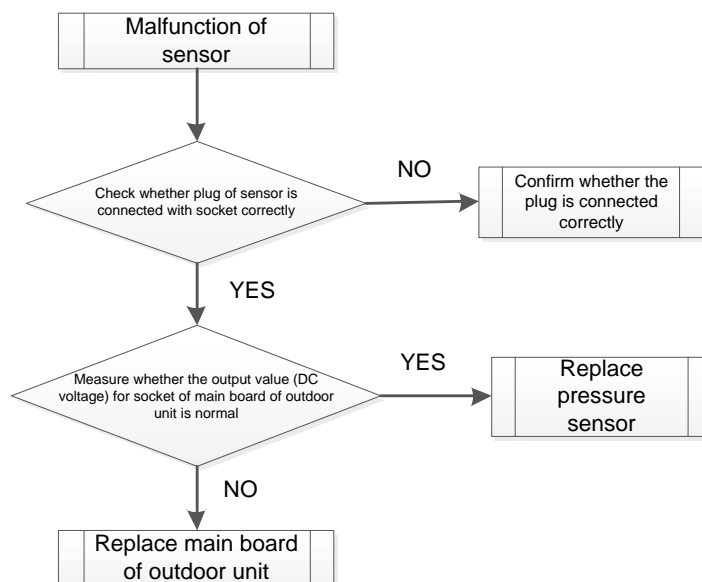 Malfunction of
sensor
Check whether plug of sensor is
connected with socket correctly
NO
Confirm whether the
plug is connected
correctly
YES
Measure whether the output value (DC
voltage) for socket of main board of outdoor
unit is normal
YES
Replace
pressure
sensor
NO
Replace main board
of outdoor unit